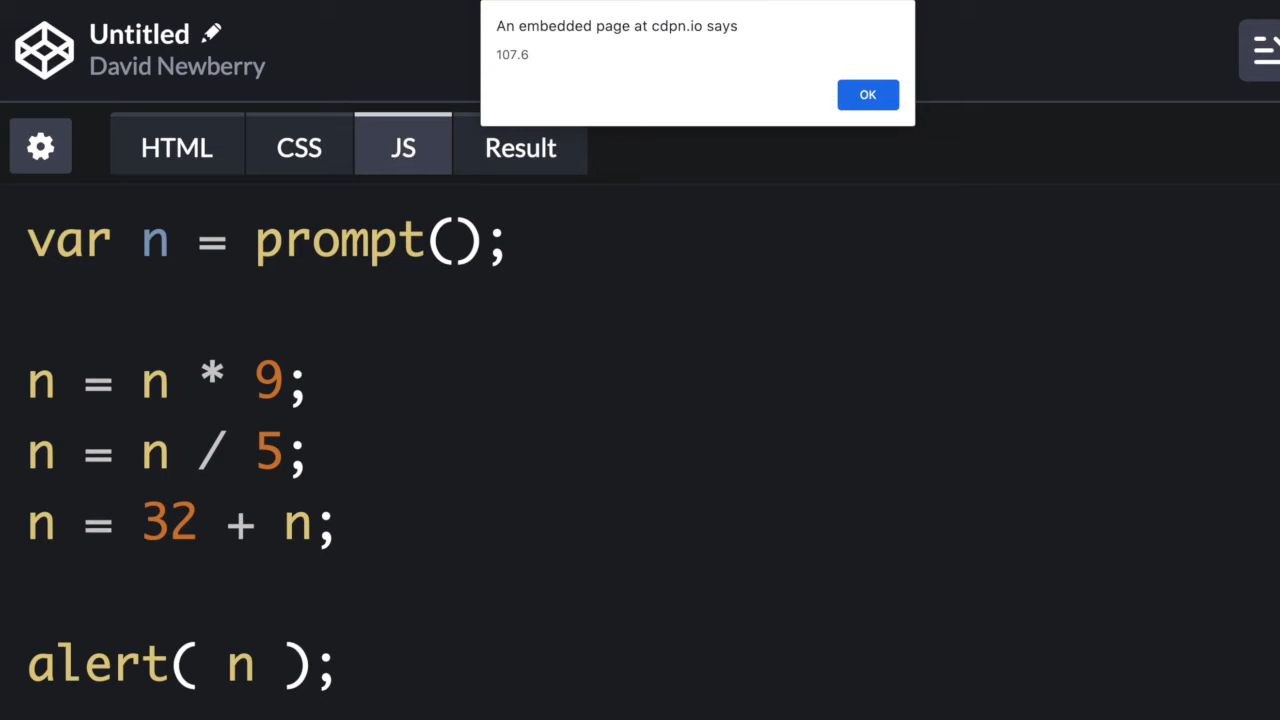 Untitled
David Newberry
An embedded page at cdpn.io says
107.6
OK
HTML CSS JS Result
var n = prompt();
n = n * 9;
n = n / 5;
n = 32 + n;
alert( n );